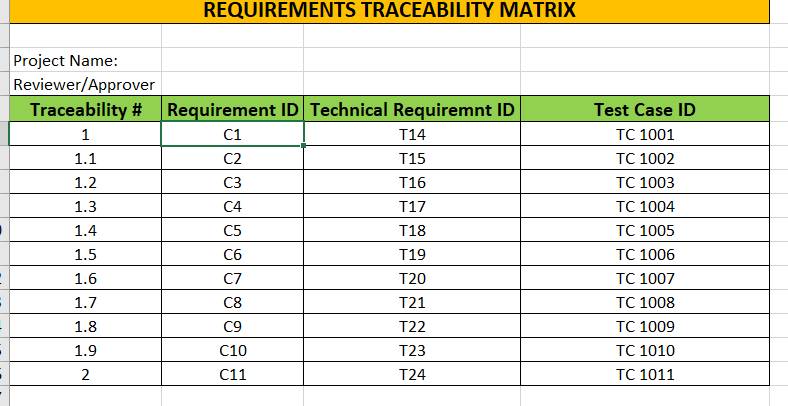 REQUIREMENTS TRACEABILITY MATRIX
Project Name:
Reviewer/Approver
Traceability # Requirement ID Technical Requiremnt ID Test Case ID
1 C1 T14 TC 1001
1.1 C2 T15 TC 1002
1.2 C3 T16 TC 1003
1.3 C4 T17 TC 1004
1.4 C5 T18 TC 1005
1.5 C6 T19 TC 1006
1.6 C7 T20 TC 1007
1.7 C8 T21 TC 1008
1.8 C9 T22 TC 1009
1.9 C10 T23 TC 1010
2 C11 T24 TC 1011